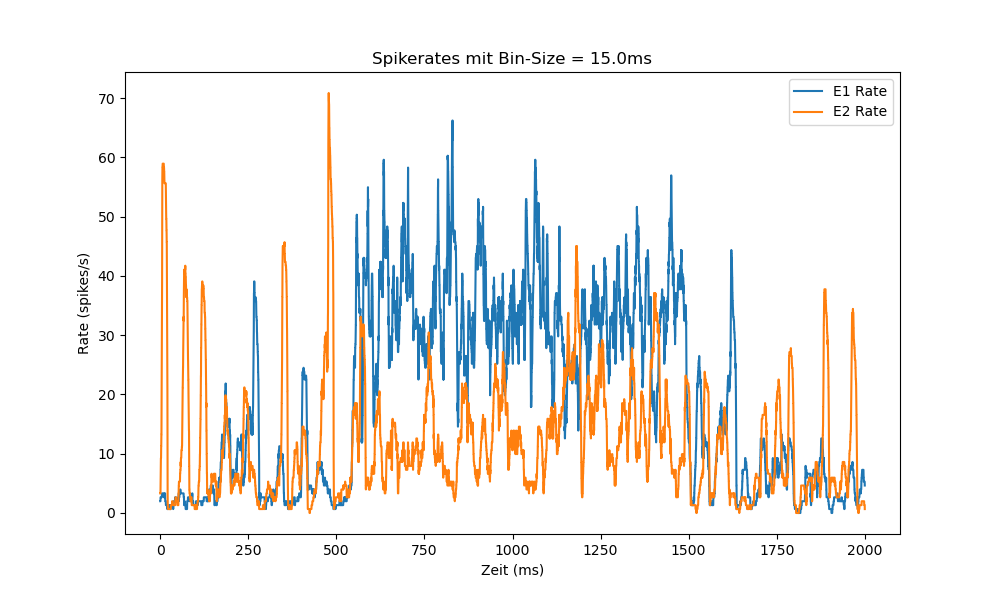 Spikerates mit Bin-Size = 15.0ms
E1 Rate
E2 Rate
Rate (spikes/s)
70
60
50
40
30
20
10
0
0 250 500 750 1000 1250 1500 1750 2000
Zeit (ms)